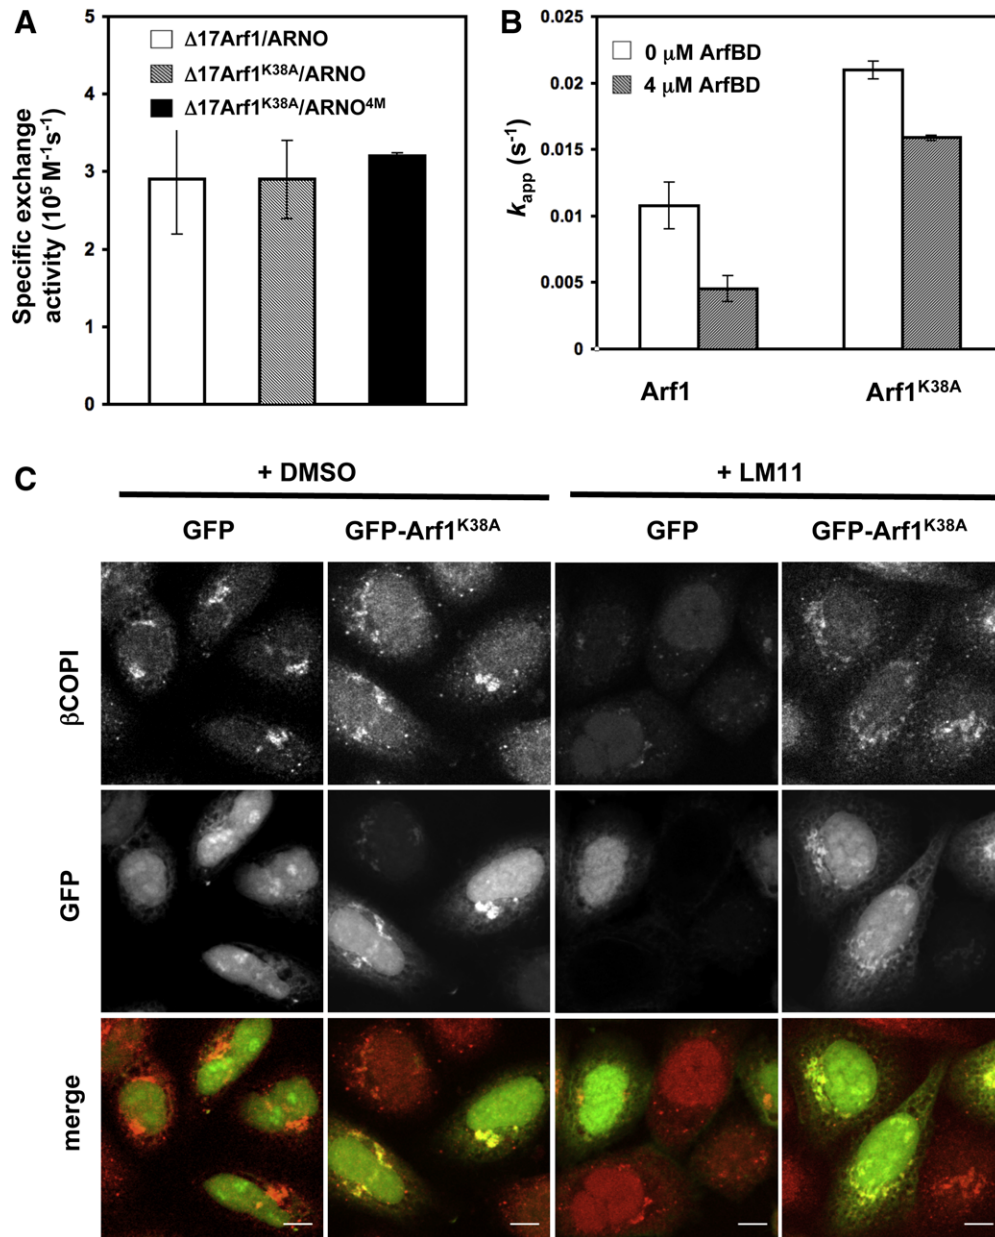 A
Specific exchange
activity (10⁵ M⁻¹s⁻¹)
5
4
3
2
1
0
Δ17Arf1/ARNO
Δ17Arf1ᴷ³⁸ᴬ/ARNO
Δ17Arf1ᴷ³⁸ᴬ/ARNO⁴ᴹ
B
k_app (s⁻¹)
0.025
0.02
0.015
0.01
0.005
0
0 μM ArfBD
4 μM ArfBD
Arf1
Arf1ᴷ³⁸ᴬ
C
+ DMSO
+ LM11
GFP
GFP-Arf1ᴷ³⁸ᴬ
GFP
GFP-Arf1ᴷ³⁸ᴬ
βCOPI
GFP
merge